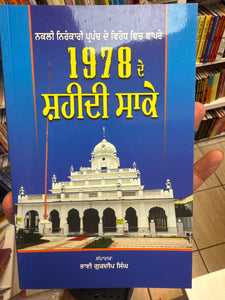 ਨਕਲੀ ਨਿਰੰਕਾਰੀ ਪ੍ਰਪੰਚ ਦੇ ਵਿਰੋਧ ਵਿਚ ਵਾਪਰੇ
1978 ਦੇ
ਸ਼ਹੀਦੀ ਸਾਕੇ
ਸੰਪਾਦਕ
ਭਾਈ ਗੁਰਦੀਪ ਸਿੰਘ